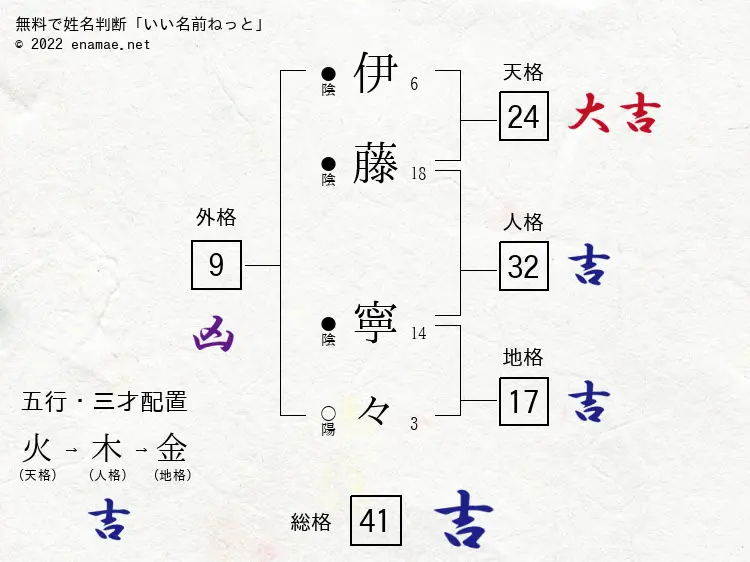 無料で姓名判断「いい名前ねっと」
© 2022 enamae.net
●陰 伊 6
●陰 藤 18
●陰 寧 14
○陽 々 3
天格
24 大吉
人格
32 吉
地格
17 吉
外格
9
凶
五行・三才配置
火→木→金
(天格) (人格) (地格)
吉
総格 41 吉